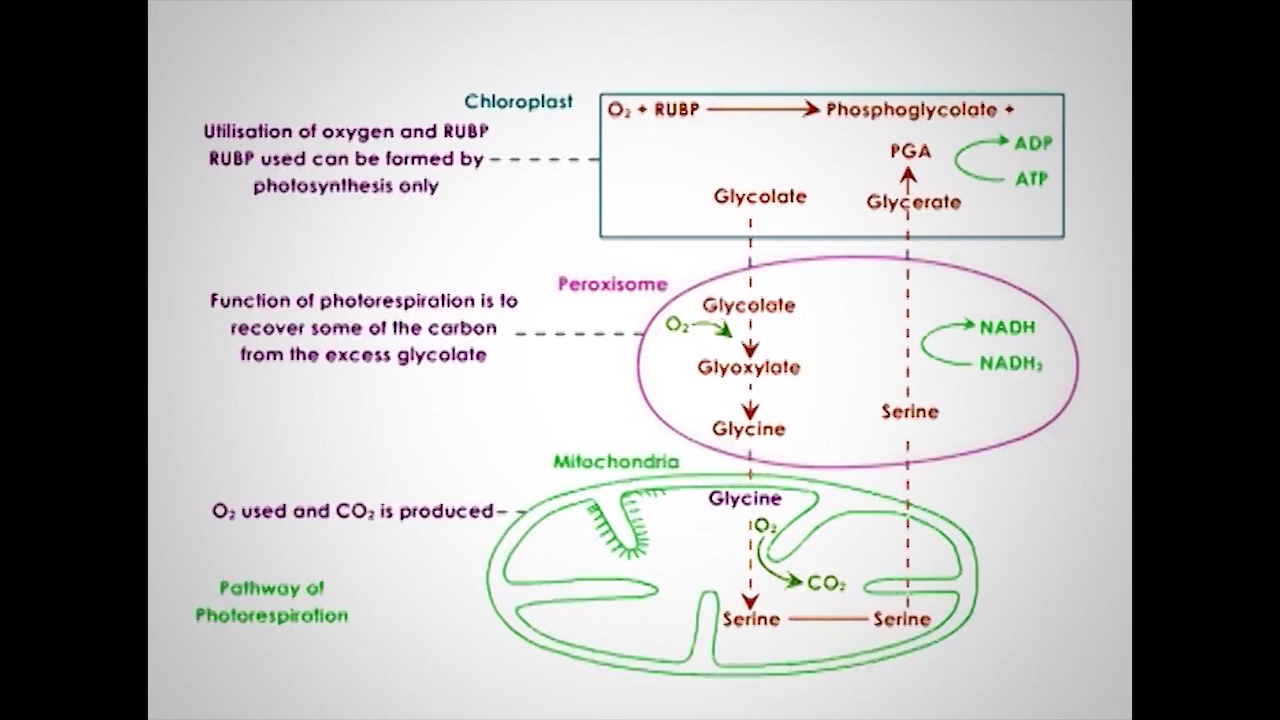 Chloroplast
O₂ + RUBP
Phosphoglycolate +
Utilisation of oxygen and RUBP
RUBP used can be formed by
photosynthesis only
PGA
ADP
ATP
Glycolate
Glycerate
Peroxisome
Function of photorespiration is to
recover some of the carbon
from the excess glycolate
Glycolate
O₂
NADH
Glyoxylate
NADH₂
Serine
Glycine
Mitochondria
Glycine
O₂ used and CO₂ is produced
O₂
CO₂
Pathway of
Photorespiration
Serine
Serine